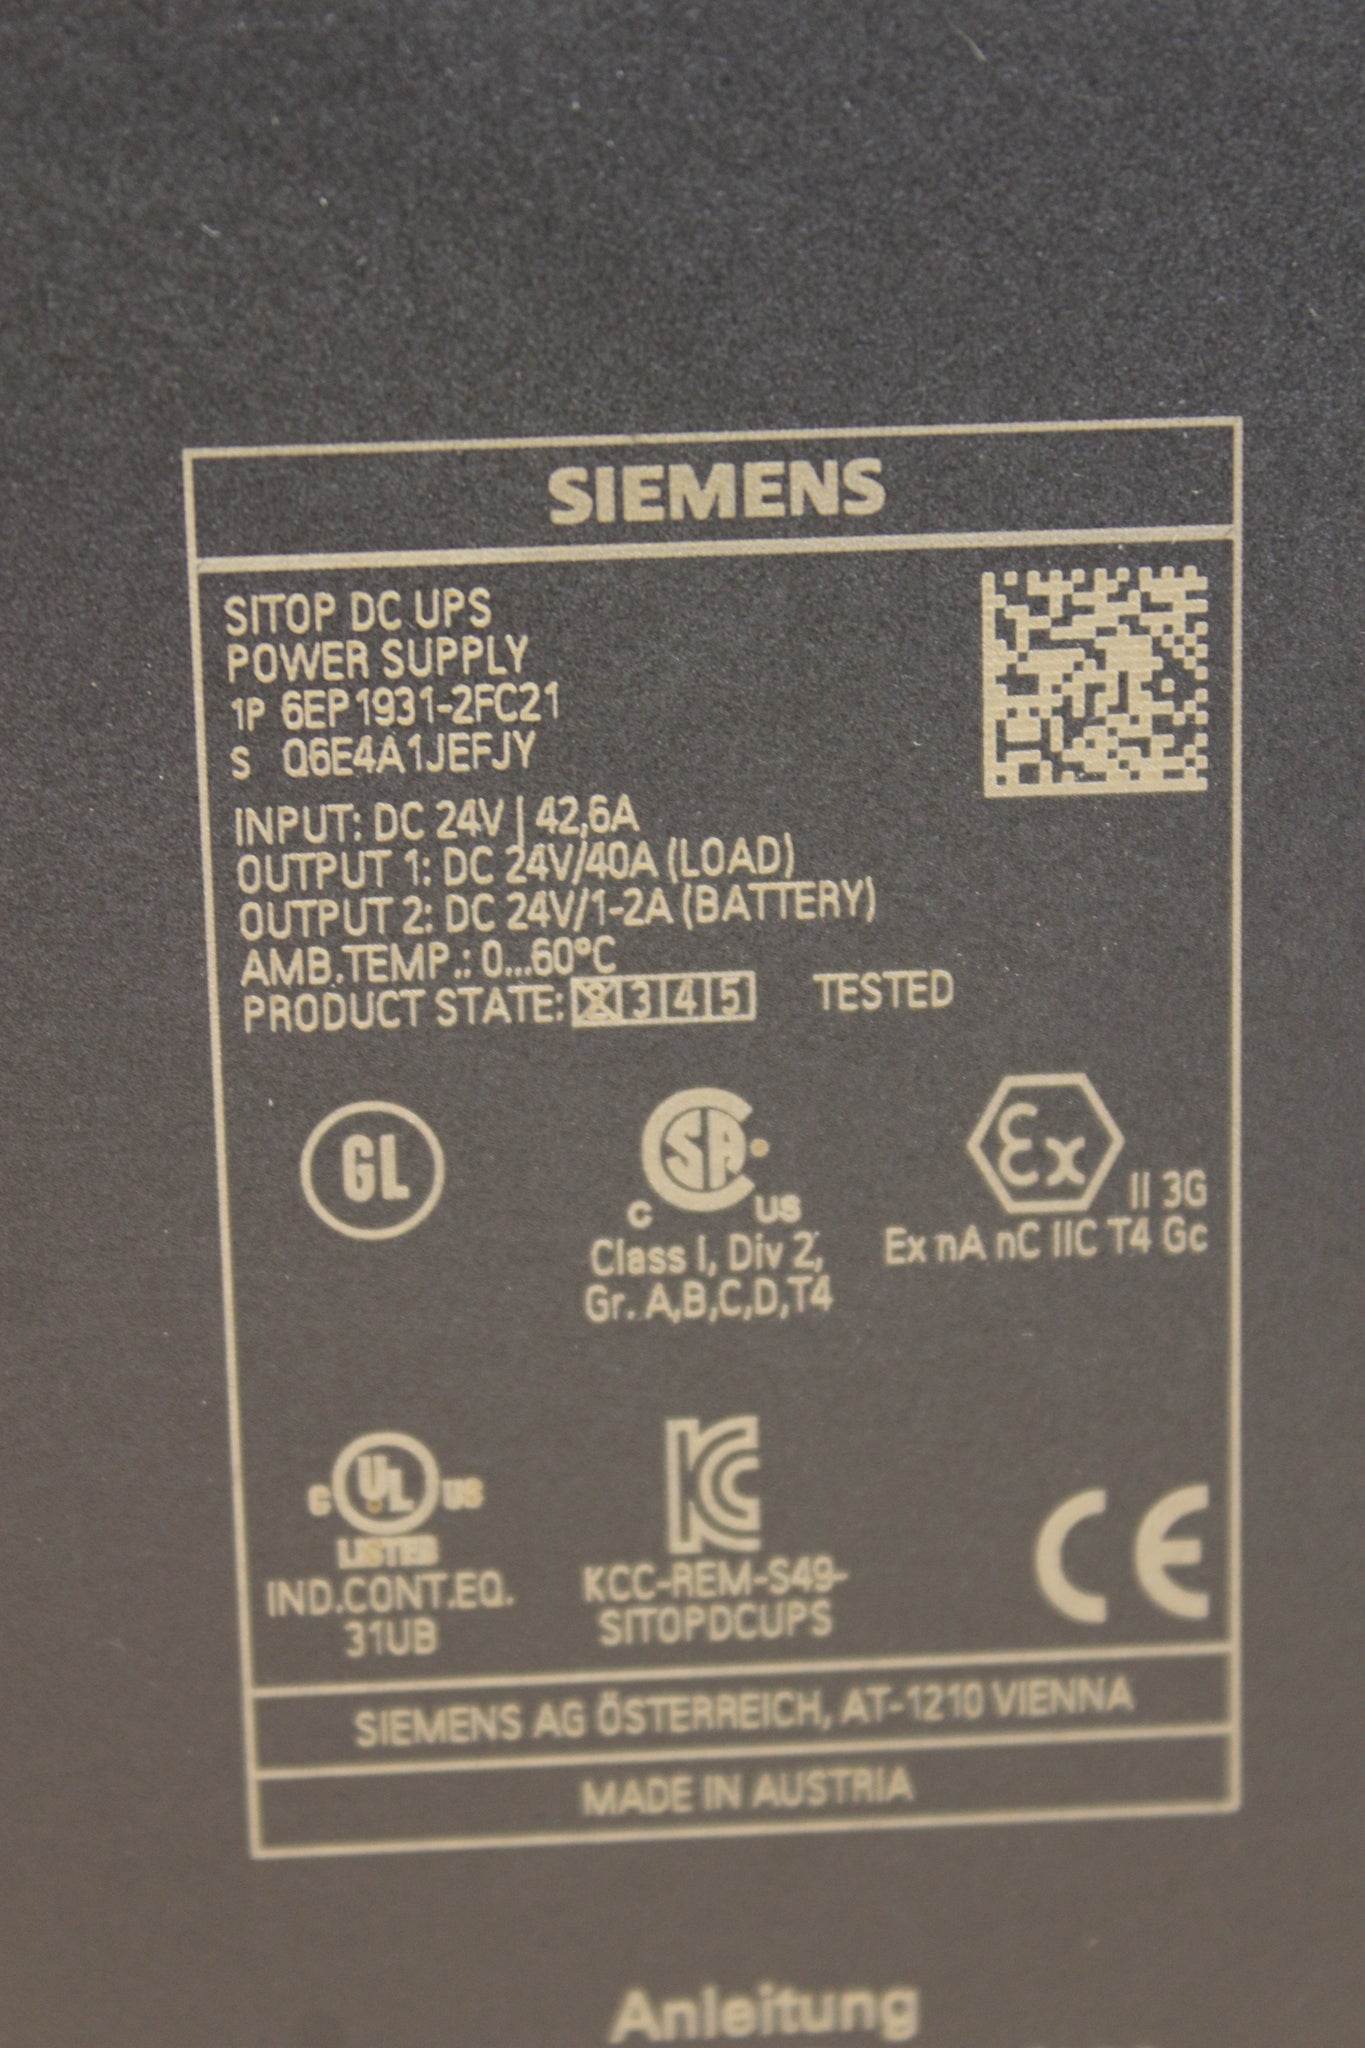 SIEMENS
SITOP DC UPS
POWER SUPPLY
1P 6EP1931-2FC21
S Q6E4A1JEFJY
INPUT: DC 24V | 42,6A
OUTPUT 1: DC 24V/40A (LOAD)
OUTPUT 2: DC 24V/1-2A (BATTERY)
AMB.TEMP.: 0...60°C
PRODUCT STATE: 2|3|4|5 TESTED
GL
CSA
C US
Ex II 3G
Class I, Div 2,
Gr. A,B,C,D,T4
Ex nA nC IIC T4 Gc
C UL US
LISTED
IND.CONT.EQ.
31UB
KC
KCC-REM-S49-
SITOPDCUPS
CE
SIEMENS AG ÖSTERREICH, AT-1210 VIENNA
MADE IN AUSTRIA
Anleitung